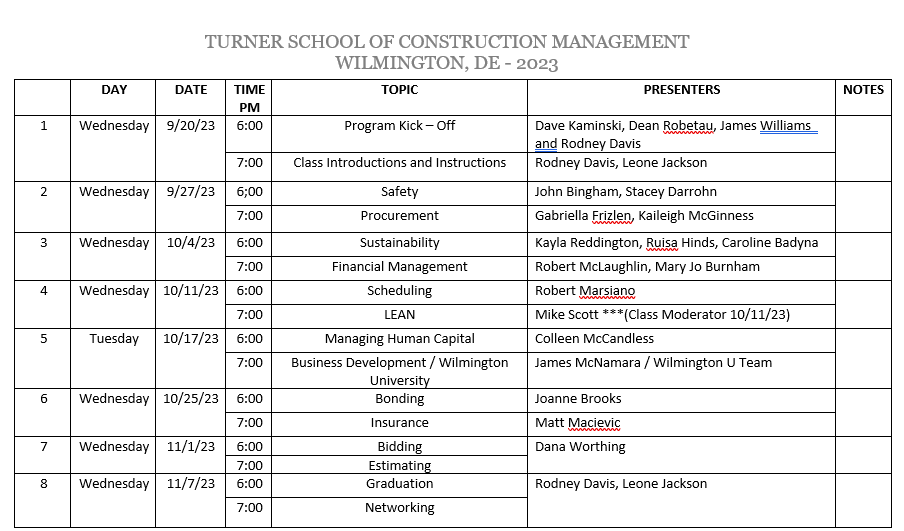 TURNER SCHOOL OF CONSTRUCTION MANAGEMENT
WILMINGTON, DE - 2023
DAY DATE TIME PM TOPIC PRESENTERS NOTES
1 Wednesday 9/20/23 6:00 Program Kick – Off Dave Kaminski, Dean Robetau, James Williams
and Rodney Davis
7:00 Class Introductions and Instructions Rodney Davis, Leone Jackson
2 Wednesday 9/27/23 6;00 Safety John Bingham, Stacey Darrohn
7:00 Procurement Gabriella Frizlen, Kaileigh McGinness
3 Wednesday 10/4/23 6:00 Sustainability Kayla Reddington, Ruisa Hinds, Caroline Badyna
7:00 Financial Management Robert McLaughlin, Mary Jo Burnham
4 Wednesday 10/11/23 6:00 Scheduling Robert Marsiano
7:00 LEAN Mike Scott ***(Class Moderator 10/11/23)
5 Tuesday 10/17/23 6:00 Managing Human Capital Colleen McCandless
7:00 Business Development / Wilmington James McNamara / Wilmington U Team
University
6 Wednesday 10/25/23 6:00 Bonding Joanne Brooks
7:00 Insurance Matt Macievic
7 Wednesday 11/1/23 6:00 Bidding Dana Worthing
7:00 Estimating
8 Wednesday 11/7/23 6:00 Graduation Rodney Davis, Leone Jackson
7:00 Networking